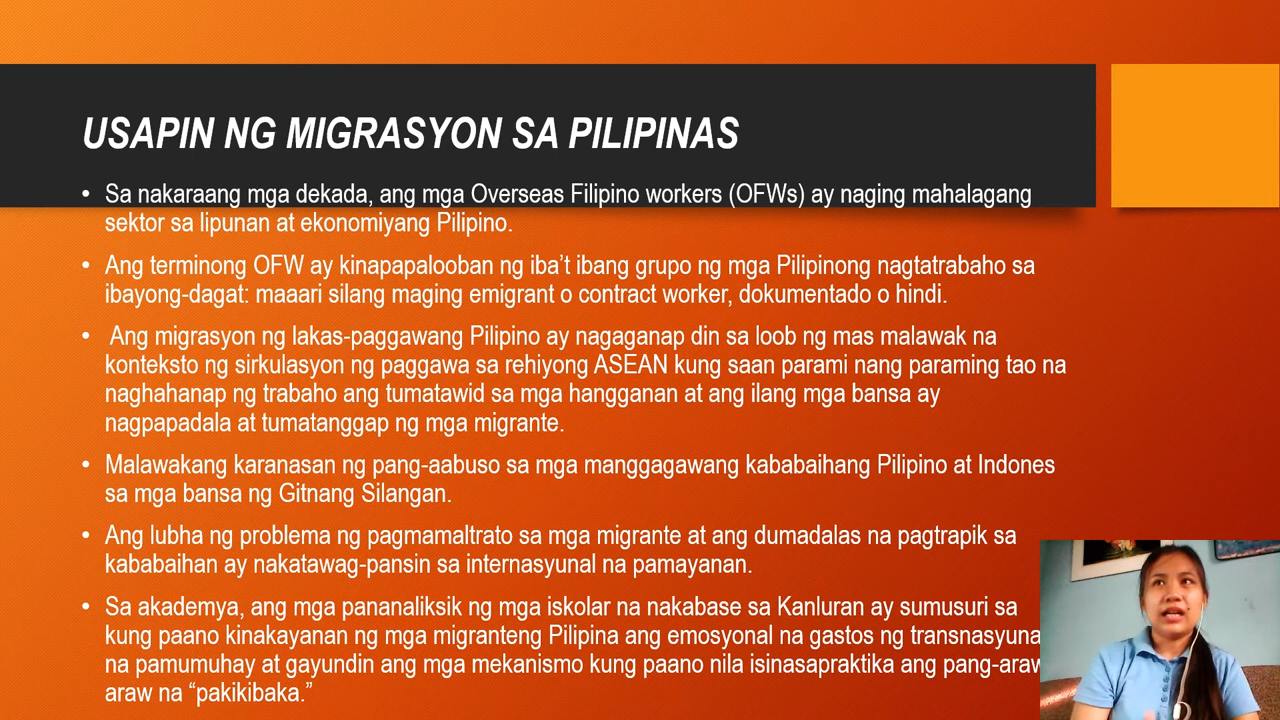 USAPIN NG MIGRASYON SA PILIPINAS
• Sa nakaraang mga dekada, ang mga Overseas Filipino workers (OFWs) ay naging mahalagang
sektor sa lipunan at ekonomiyang Pilipino.
• Ang terminong OFW ay kinapapalooban ng iba’t ibang grupo ng mga Pilipinong nagtatrabaho sa
ibayong-dagat: maaari silang maging emigrant o contract worker, dokumentado o hindi.
• Ang migrasyon ng lakas-paggawang Pilipino ay nagaganap din sa loob ng mas malawak na
konteksto ng sirkulasyon ng paggawa sa rehiyong ASEAN kung saan parami nang paraming tao na
naghahanap ng trabaho ang tumatawid sa mga hangganan at ang ilang mga bansa ay
nagpapadala at tumatanggap ng mga migrante.
• Malawakang karanasan ng pang-aabuso sa mga manggagawang kababaihang Pilipino at Indones
sa mga bansa ng Gitnang Silangan.
• Ang lubha ng problema ng pagmamaltrato sa mga migrante at ang dumadalas na pagtrapik sa
kababaihan ay nakatawag-pansin sa internasyunal na pamayanan.
• Sa akademya, ang mga pananaliksik ng mga iskolar na nakabase sa Kanluran ay sumusuri sa
kung paano kinakayanan ng mga migranteng Pilipina ang emosyonal na gastos ng transnasyuna
na pamumuhay at gayundin ang mga mekanismo kung paano nila isinasapraktika ang pang-araw
araw na “pakikibaka.”